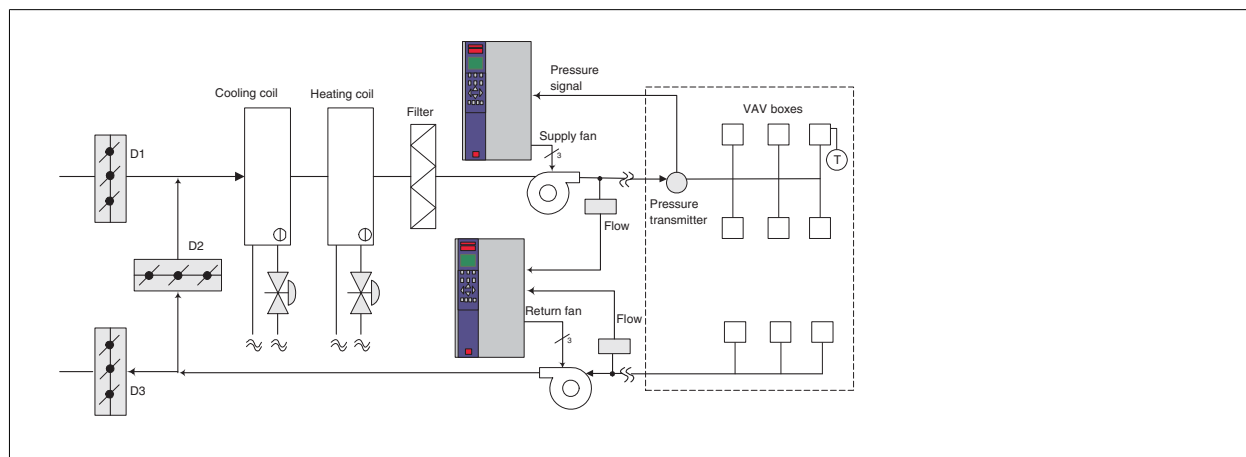 Cooling coil
Heating coil
Filter
Pressure
signal
VAV boxes
Supply fan
3
D1
T
Pressure
transmitter
Flow
D2
Return fan
Flow
3
D3